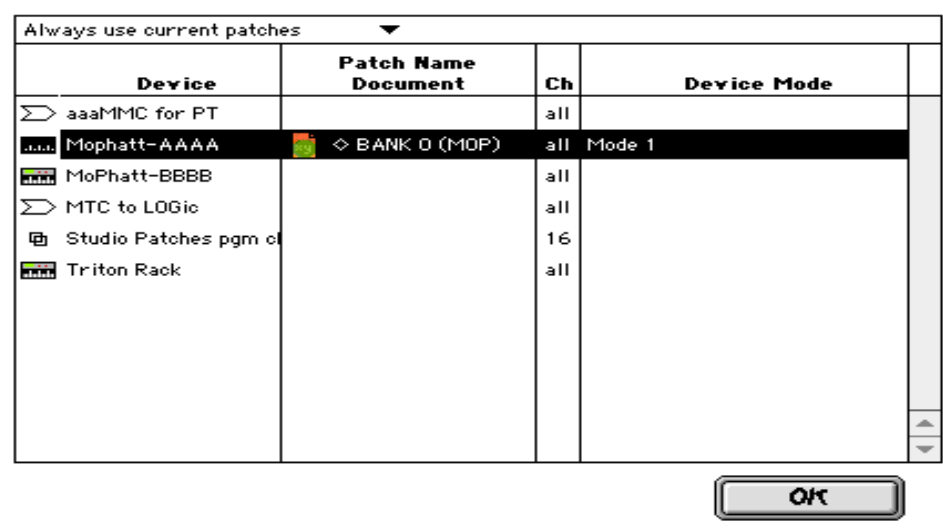 Always use current patches
Device Patch Name Document Ch Device Mode
aaaMMC for PT all
Mophatt-AAAA ◇ BANK 0 (MOP) all Mode 1
MoPhatt-BBBB all
MTC to LOGic all
Studio Patches pgm cl 16
Triton Rack all
OK